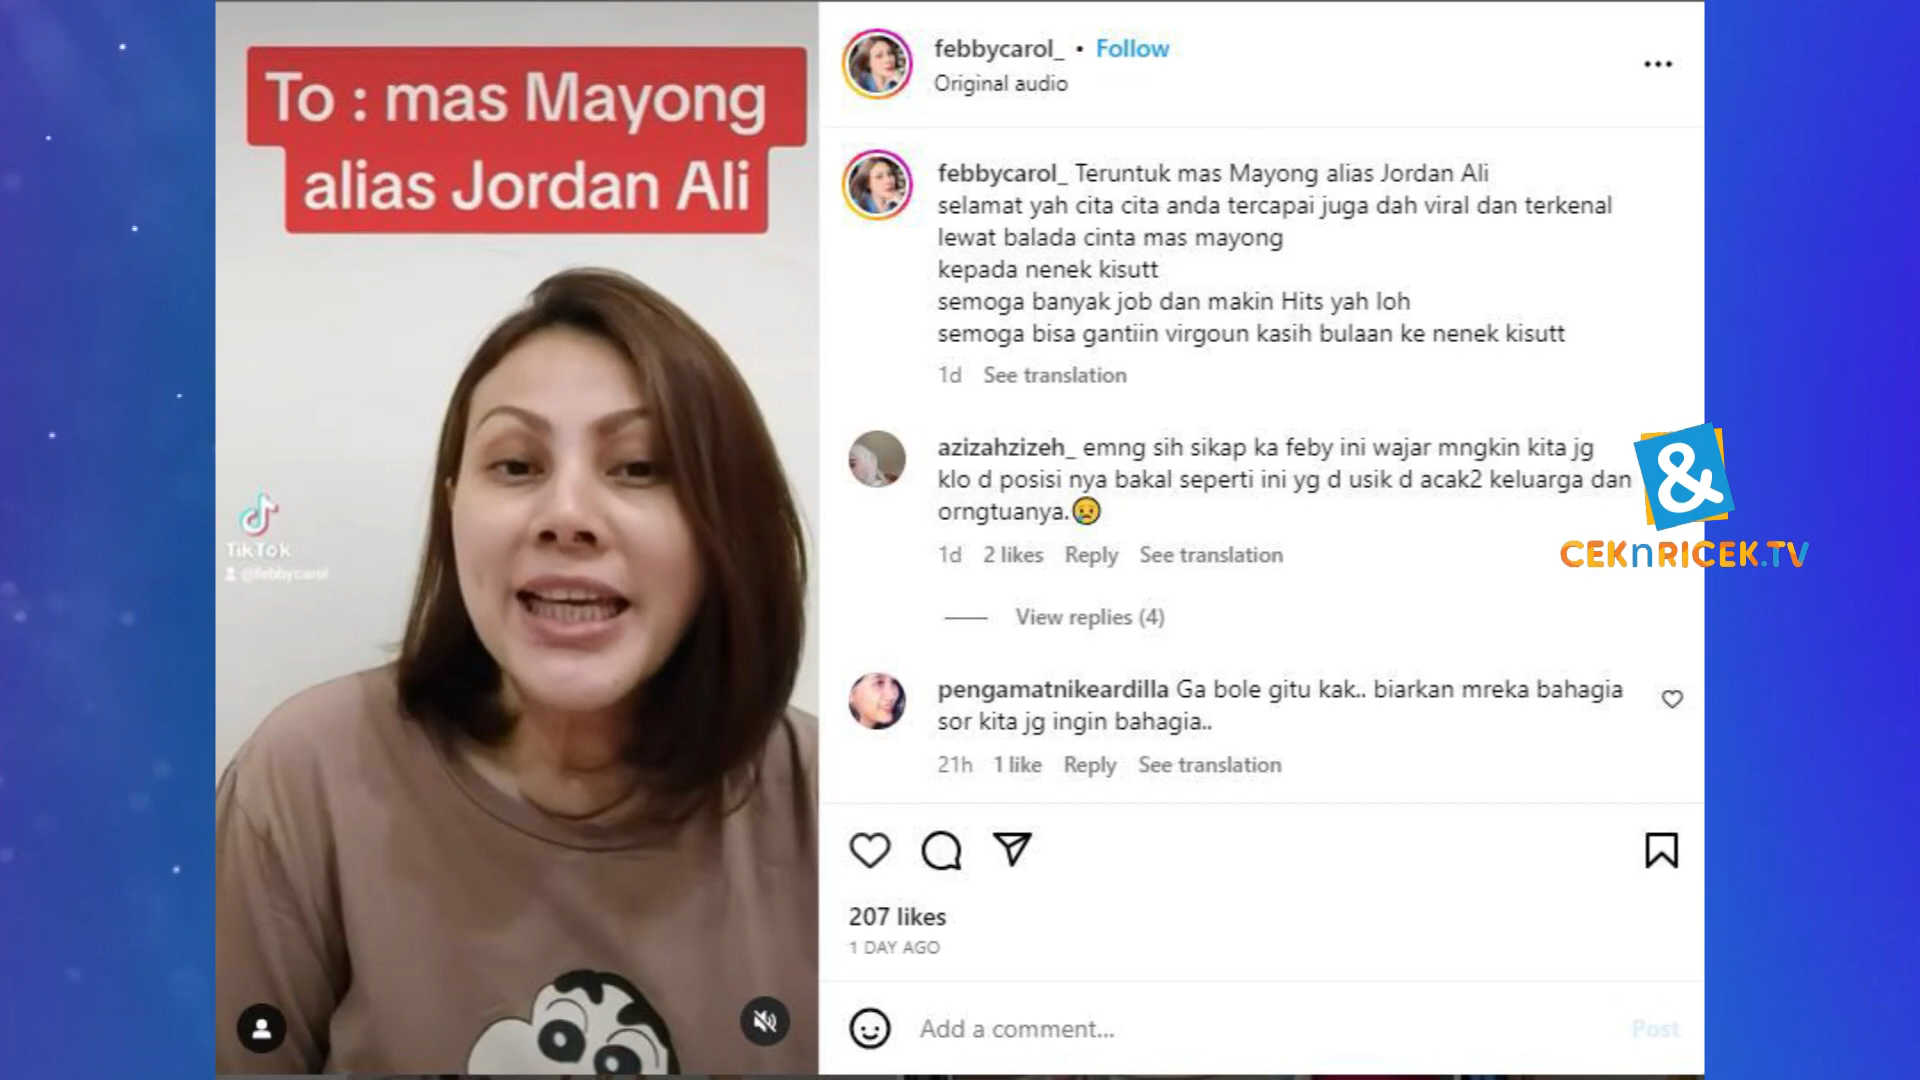 To : mas Mayong
alias Jordan Ali
TikTok
@febbycarol
febbycarol_ • Follow
Original audio
febbycarol_ Teruntuk mas Mayong alias Jordan Ali
selamat yah cita cita anda tercapai juga dah viral dan terkenal
lewat balada cinta mas mayong
kepada nenek kisutt
semoga banyak job dan makin Hits yah loh
semoga bisa gantiin virgoun kasih bulaan ke nenek kisutt
1d See translation
azizahzizeh_ emng sih sikap ka feby ini wajar mngkin kita jg
klo d posisi nya bakal seperti ini yg d usik d acak2 keluarga dan
orngtuanya.😢
1d 2 likes Reply See translation
View replies (4)
pengamatnikeardilla Ga bole gitu kak.. biarkan mreka bahagia
sor kita jg ingin bahagia..
21h 1 like Reply See translation
207 likes
1 DAY AGO
Add a comment...
Post
&
CEKnRICEK.TV